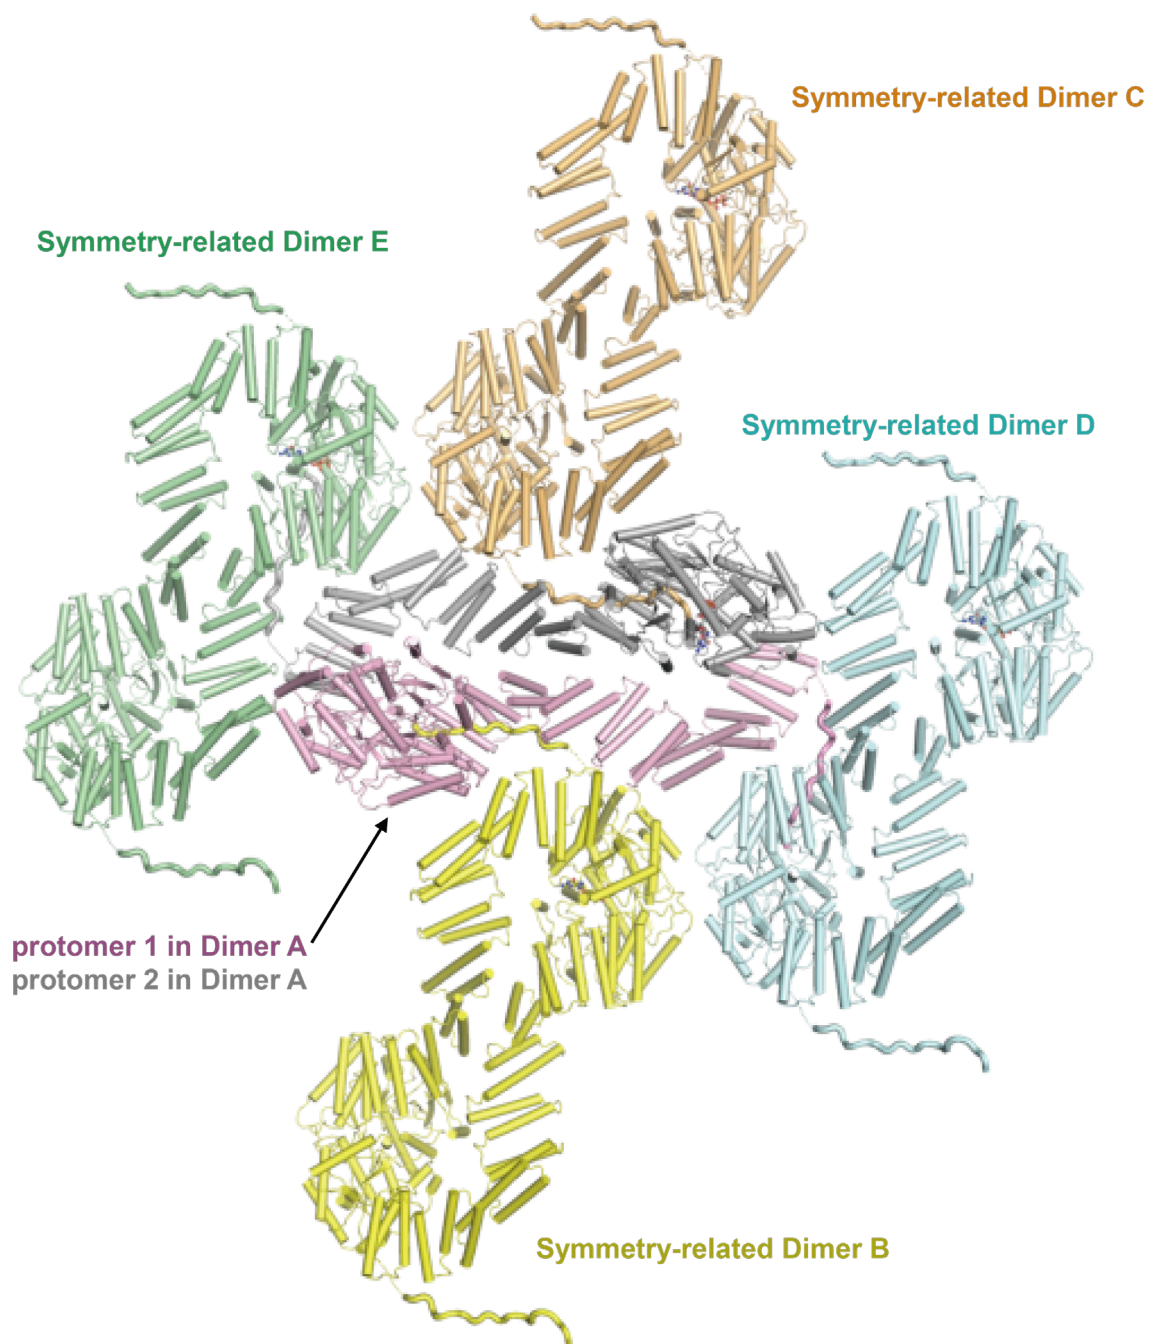 Symmetry-related Dimer C
Symmetry-related Dimer E
Symmetry-related Dimer D
protomer 1 in Dimer A
protomer 2 in Dimer A
Symmetry-related Dimer B